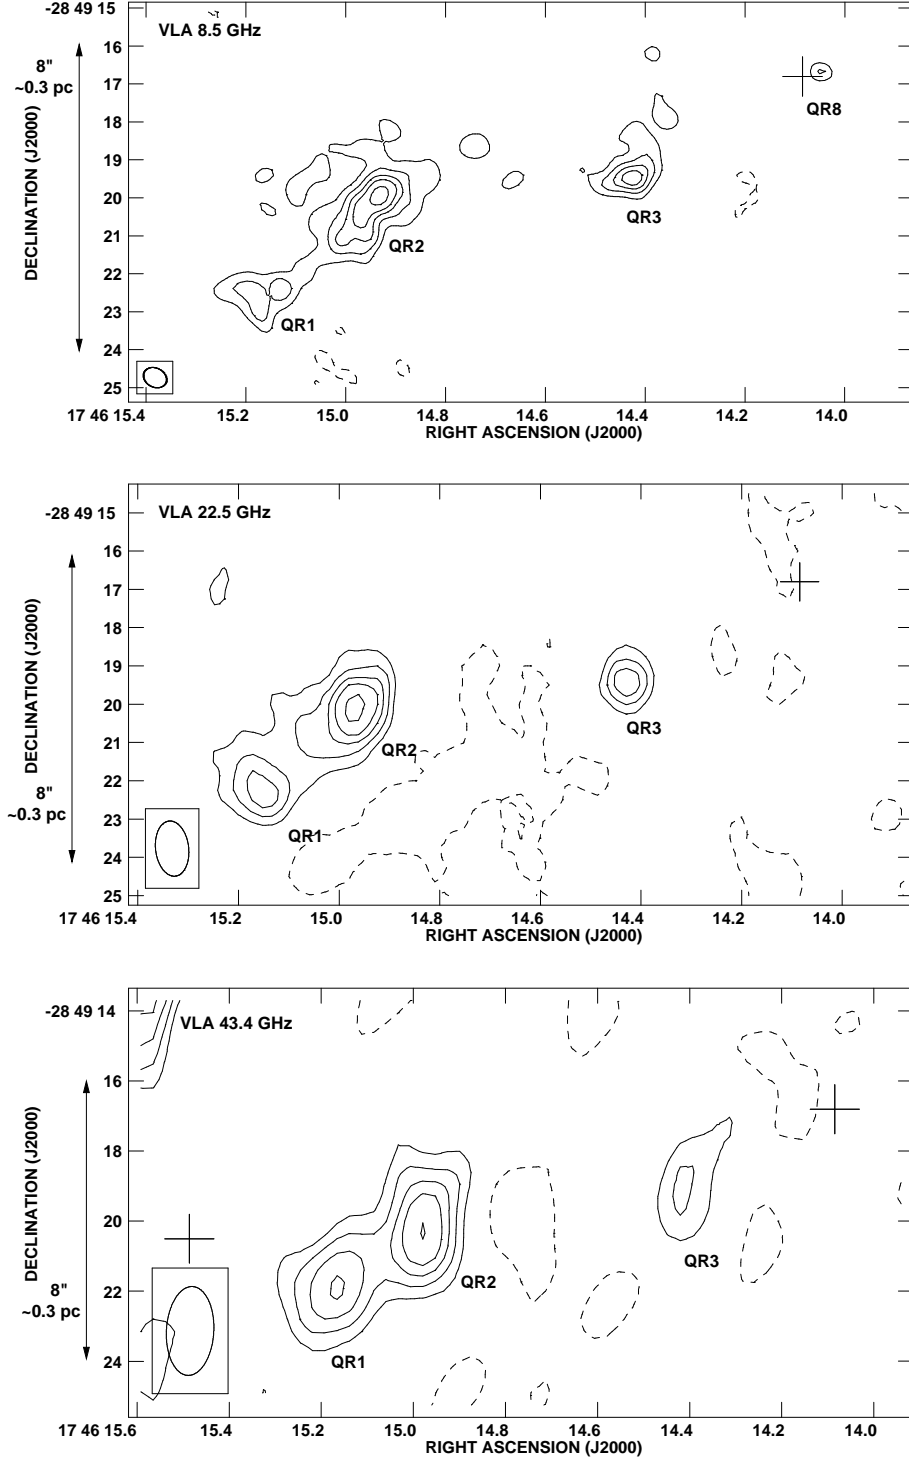 -28 49 15
VLA 8.5 GHz
16
8"
~0.3 pc
17
QR8
18
19
20
QR3
DECLINATION (J2000)
21
QR2
22
23
QR1
24
25
17 46 15.4 15.2 15.0 14.8 14.6 14.4 14.2 14.0
RIGHT ASCENSION (J2000)
-28 49 15
VLA 22.5 GHz
16
17
18
19
20
QR3
DECLINATION (J2000)
21
QR2
22
8"
~0.3 pc
23
QR1
24
25
17 46 15.4 15.2 15.0 14.8 14.6 14.4 14.2 14.0
RIGHT ASCENSION (J2000)
-28 49 14
VLA 43.4 GHz
16
18
DECLINATION (J2000)
20
QR3
QR2
22
8"
~0.3 pc
QR1
24
17 46 15.6 15.4 15.2 15.0 14.8 14.6 14.4 14.2 14.0
RIGHT ASCENSION (J2000)